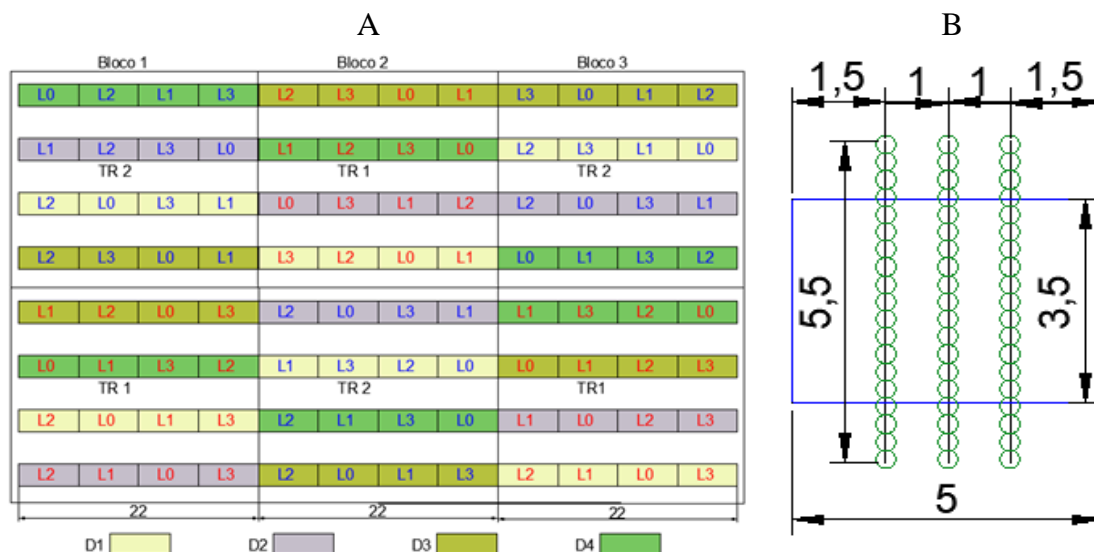 A B
Bloco 1 Bloco 2 Bloco 3
L0 L2 L1 L3 L2 L3 L0 L1 L3 L0 L1 L2
L1 L2 L3 L0 L1 L2 L3 L0 L2 L3 L1 L0
TR 2 TR 1 TR 2
L2 L0 L3 L1 L0 L3 L1 L2 L2 L0 L3 L1
L2 L3 L0 L1 L3 L2 L0 L1 L0 L1 L3 L2
L1 L2 L0 L3 L2 L0 L3 L1 L1 L3 L2 L0
L0 L1 L3 L2 L1 L3 L2 L0 L0 L1 L2 L3
TR 1 TR 2 TR1
L2 L0 L1 L3 L2 L1 L3 L0 L1 L0 L2 L3
L2 L1 L0 L3 L2 L0 L1 L3 L2 L1 L0 L3
22 22 22
D1 D2 D3 D4
1,5 1 1 1,5
5,5 3,5
5